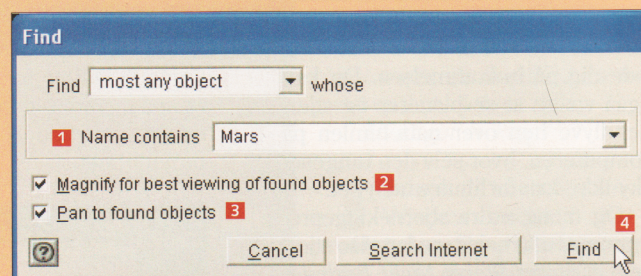 Find
Find most any object whose
1 Name contains Mars
Magnify for best viewing of found objects 2
Pan to found objects 3
4
? Cancel Search Internet Find